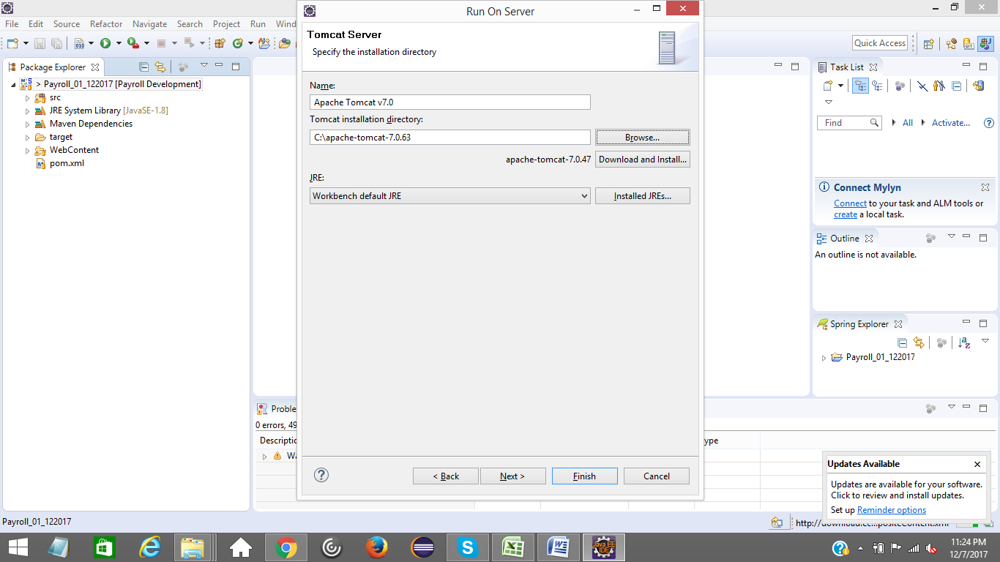 Run On Server
File Edit Source Refactor Navigate Search Project Run Wind
Quick Access
Package Explorer
> Payroll_01_122017 [Payroll Development]
src
JRE System Library [JavaSE-1.8]
Maven Dependencies
target
WebContent
pom.xml
Tomcat Server
Specify the installation directory
Name:
Apache Tomcat v7.0
Tomcat installation directory:
C:\apache-tomcat-7.0.63
Browse...
apache-tomcat-7.0.47
Download and Install...
JRE:
Workbench default JRE
Installed JREs...
< Back
Next >
Finish
Cancel
Task List
Find
All
Activate...
Connect Mylyn
Connect to your task and ALM tools or
create a local task.
Outline
An outline is not available.
Spring Explorer
Payroll_01_122017
Proble
0 errors, 49
Descriptio
ype
Wa
Updates Available
Updates are available for your software.
Click to review and install updates.
Set up Reminder options
Payroll_01_122017
Java EE
IDE
11:24 PM
12/7/2017